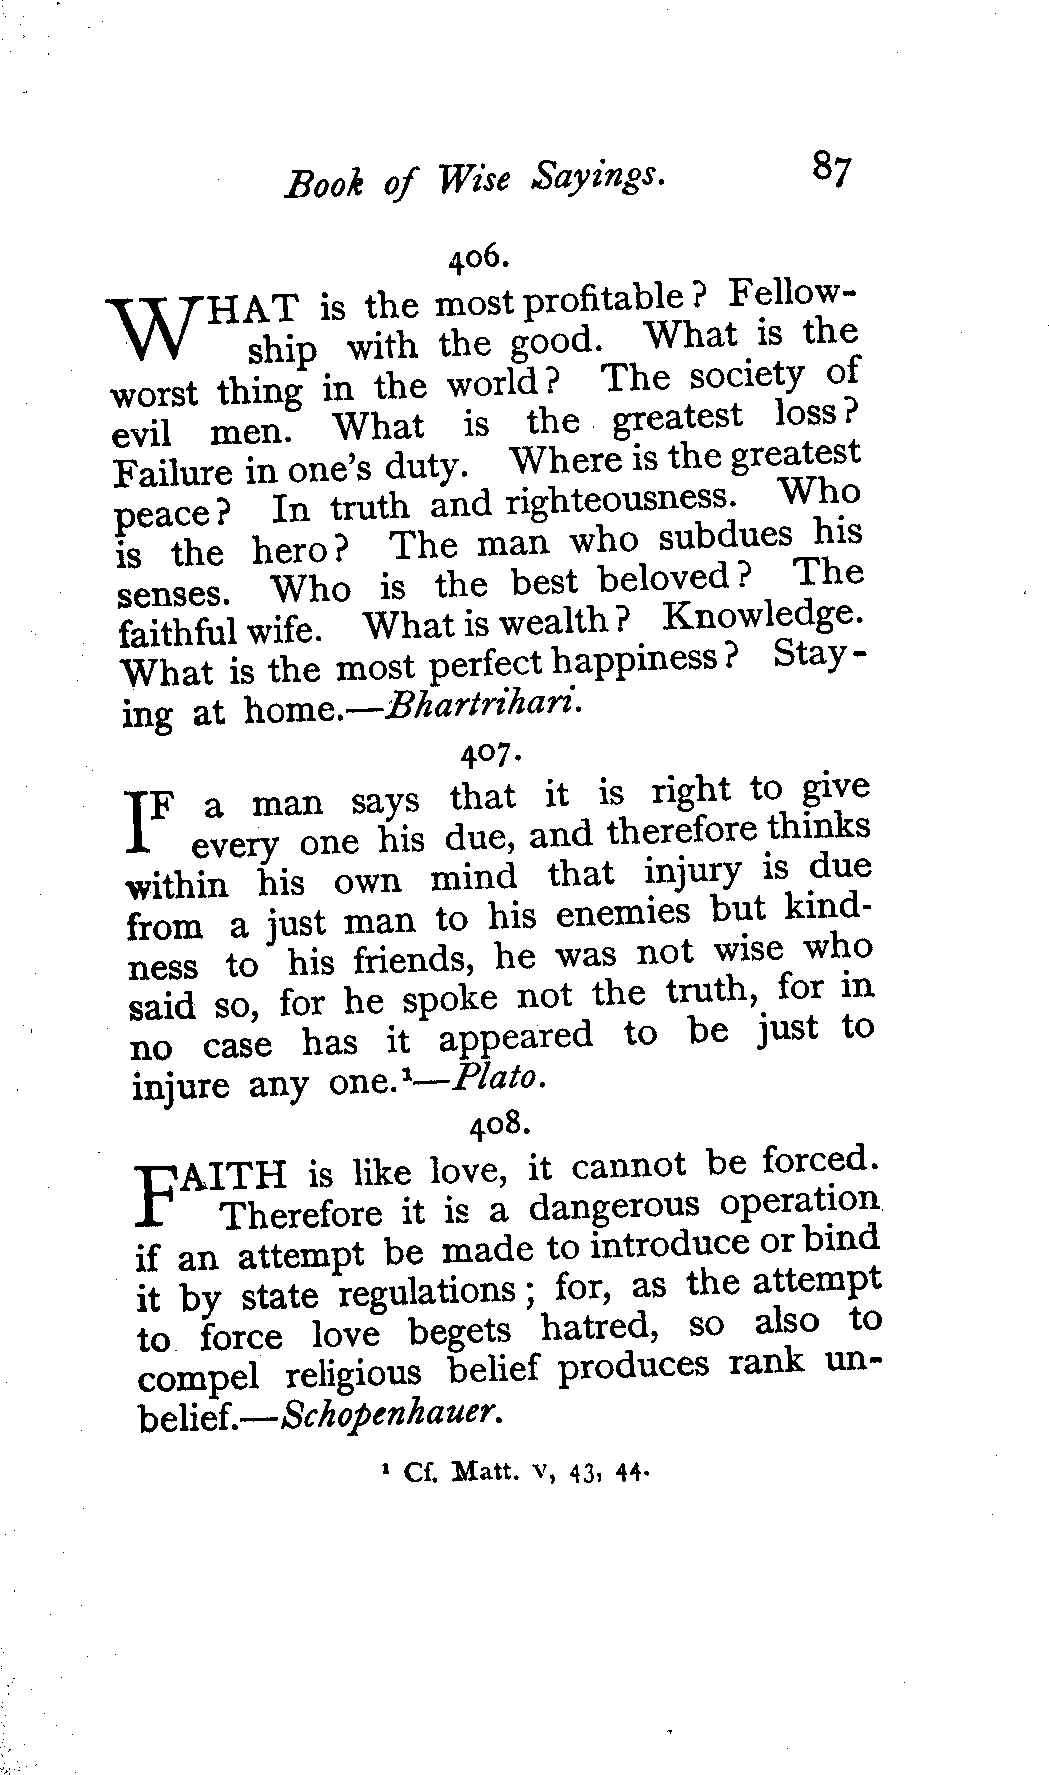 Book of Wise Sayings. 87
406.
WHAT is the most profitable? Fellow-
ship with the good. What is the
worst thing in the world? The society of
evil men. What is the greatest loss?
Failure in one's duty. Where is the greatest
peace? In truth and righteousness. Who
is the hero? The man who subdues his
senses. Who is the best beloved? The
faithful wife. What is wealth? Knowledge.
What is the most perfect happiness? Stay-
ing at home.—Bhartrihari.
407.
IF a man says that it is right to give
every one his due, and therefore thinks
within his own mind that injury is due
from a just man to his enemies but kind-
ness to his friends, he was not wise who
said so, for he spoke not the truth, for in
no case has it appeared to be just to
injure any one.¹—Plato.
408.
FAITH is like love, it cannot be forced.
Therefore it is a dangerous operation
if an attempt be made to introduce or bind
it by state regulations; for, as the attempt
to force love begets hatred, so also to
compel religious belief produces rank un-
belief.—Schopenhauer.
¹ Cf. Matt. v, 43, 44.